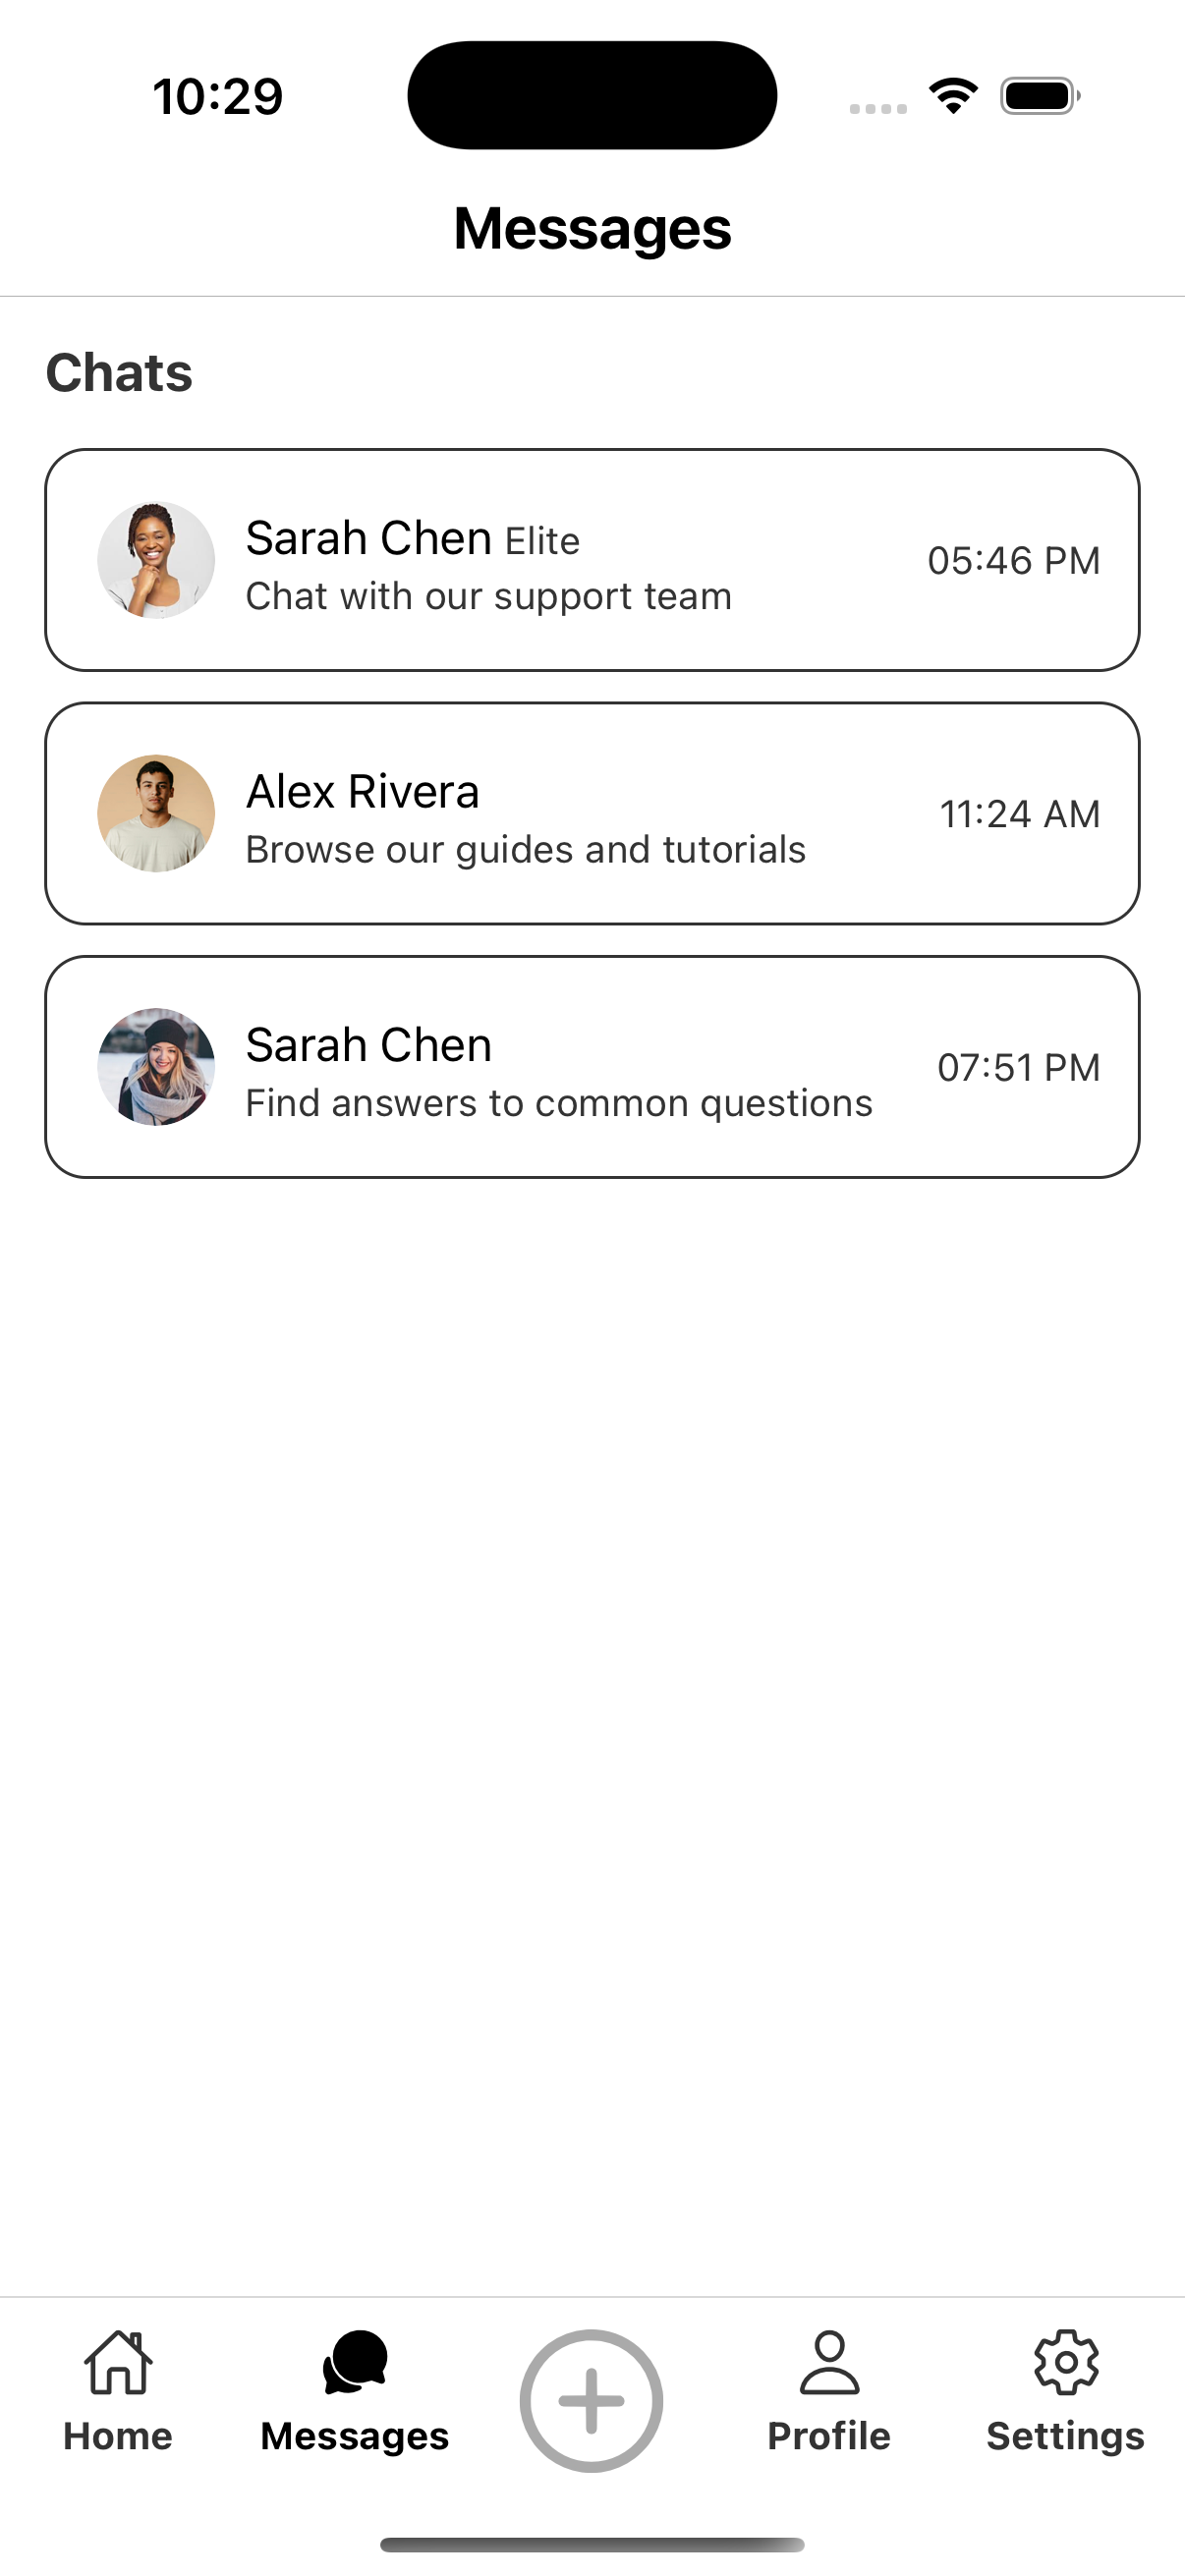 10:29
Messages
Chats
Sarah Chen Elite
Chat with our support team
05:46 PM
Alex Rivera
Browse our guides and tutorials
11:24 AM
Sarah Chen
Find answers to common questions
07:51 PM
Home
Messages
Profile
Settings